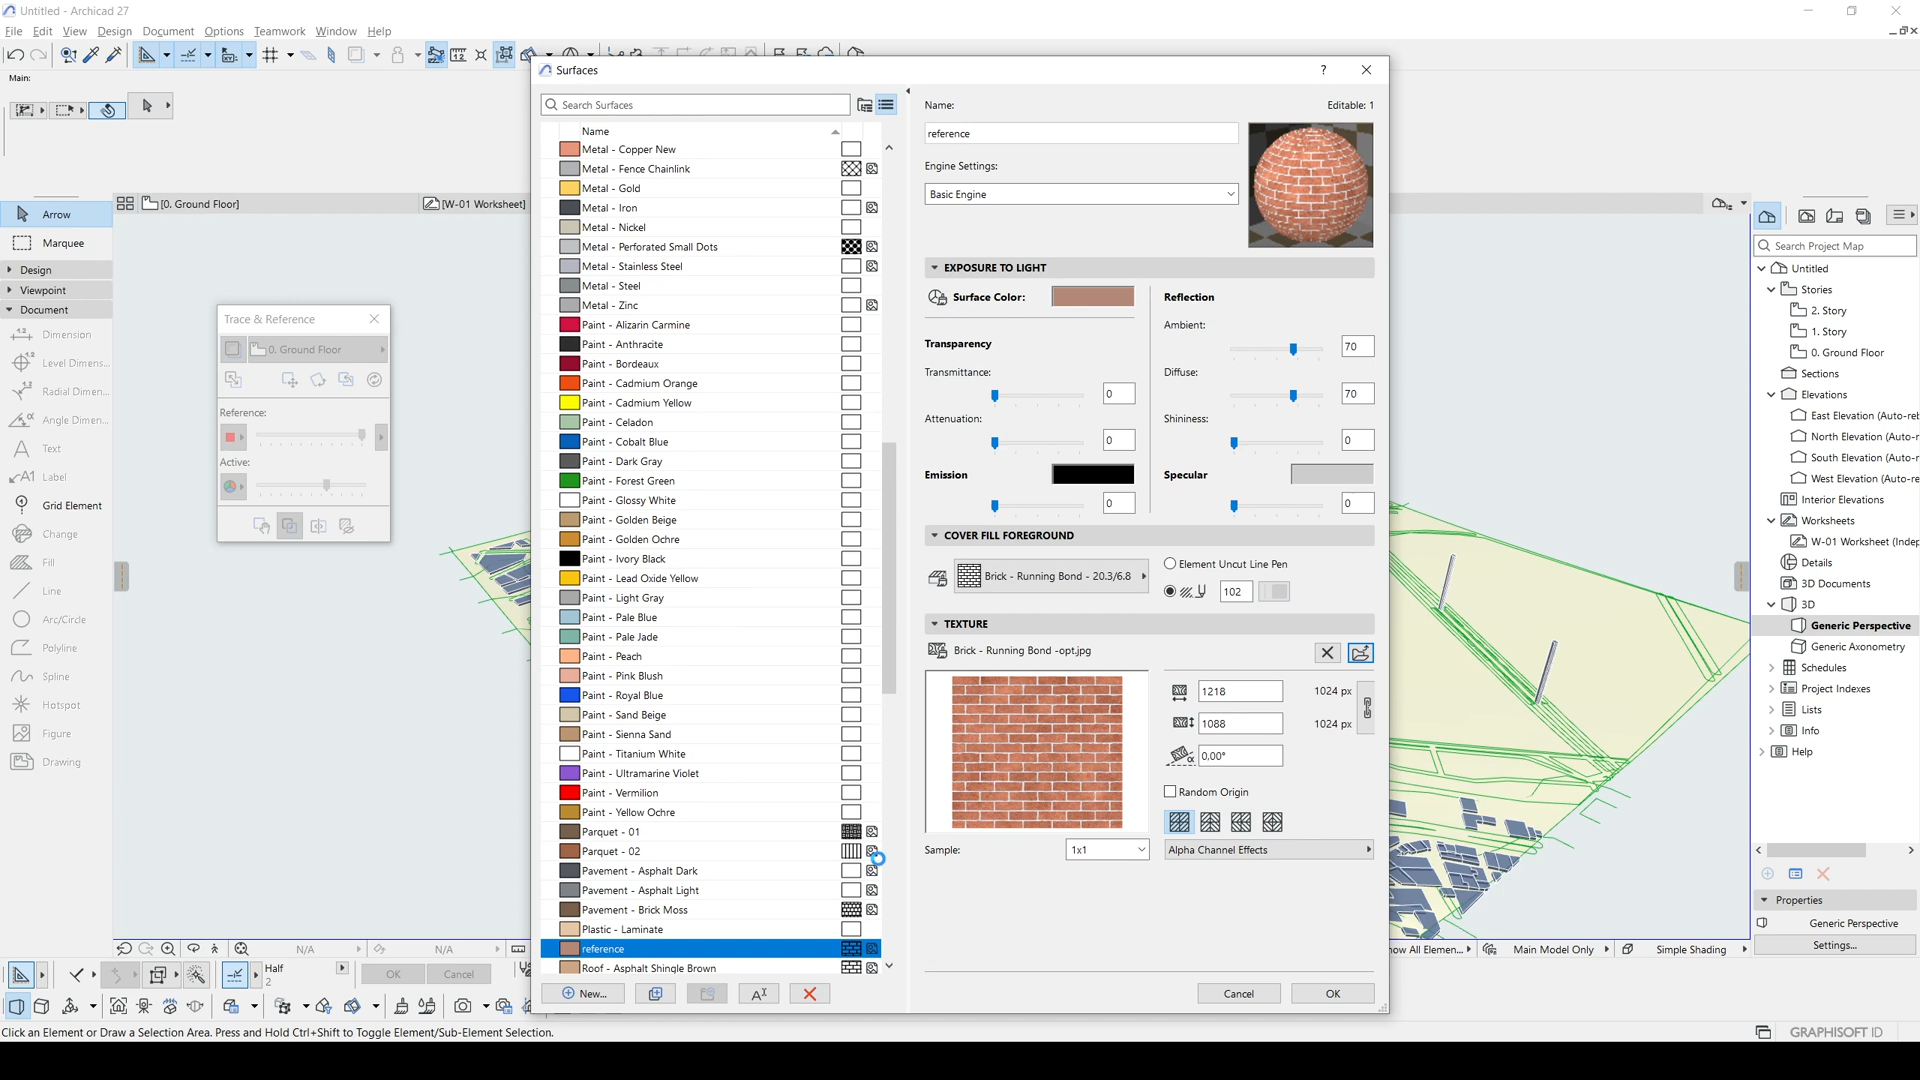 Untitled - Archicad 27
File Edit View Design Document Options Teamwork Window Help
Main:
[0. Ground Floor]
[W-01 Worksheet]
Arrow
Marquee
Design
Viewpoint
Document
Dimension
Level Dimens...
Radial Dimen...
Angle Dimen...
Text
Label
Grid Element
Change
Fill
Line
Arc/Circle
Polyline
Spline
Hotspot
Figure
Drawing
Trace & Reference
0. Ground Floor
Reference:
Active:
Surfaces
Search Surfaces
Name
Metal - Copper New
Metal - Fence Chainlink
Metal - Gold
Metal - Iron
Metal - Nickel
Metal - Perforated Small Dots
Metal - Stainless Steel
Metal - Steel
Metal - Zinc
Paint - Alizarin Carmine
Paint - Anthracite
Paint - Bordeaux
Paint - Cadmium Orange
Paint - Cadmium Yellow
Paint - Celadon
Paint - Cobalt Blue
Paint - Dark Gray
Paint - Forest Green
Paint - Glossy White
Paint - Golden Beige
Paint - Golden Ochre
Paint - Ivory Black
Paint - Lead Oxide Yellow
Paint - Light Gray
Paint - Pale Blue
Paint - Pale Jade
Paint - Peach
Paint - Pink Blush
Paint - Royal Blue
Paint - Sand Beige
Paint - Sienna Sand
Paint - Titanium White
Paint - Ultramarine Violet
Paint - Vermilion
Paint - Yellow Ochre
Parquet - 01
Parquet - 02
Pavement - Asphalt Dark
Pavement - Asphalt Light
Pavement - Brick Moss
Plastic - Laminate
reference
Roof - Asphalt Shingle Brown
New...
Name:
Editable: 1
reference
Engine Settings:
Basic Engine
EXPOSURE TO LIGHT
Surface Color:
Reflection
Ambient:
70
Transparency
Transmittance:
0
Diffuse:
70
Attenuation:
0
Shininess:
0
Emission
0
Specular
0
COVER FILL FOREGROUND
Brick - Running Bond - 20.3/6.8
Element Uncut Line Pen
102
TEXTURE
Brick - Running Bond -opt.jpg
1218
1024 px
1088
1024 px
0,00°
Random Origin
Sample:
1x1
Alpha Channel Effects
Cancel
OK
Search Project Map
Untitled
Stories
2. Story
1. Story
0. Ground Floor
Sections
Elevations
East Elevation (Auto-reb
North Elevation (Auto-r
South Elevation (Auto-r
West Elevation (Auto-re
Interior Elevations
Worksheets
W-01 Worksheet (Indep
Details
3D Documents
3D
Generic Perspective
Generic Axonometry
Schedules
Project Indexes
Lists
Info
Help
Properties
Generic Perspective
Settings...
N/A
N/A
how All Elemen...
Main Model Only
Simple Shading
Half
2
OK
Cancel
Click an Element or Draw a Selection Area. Press and Hold Ctrl+Shift to Toggle Element/Sub-Element Selection.
GRAPHISOFT ID